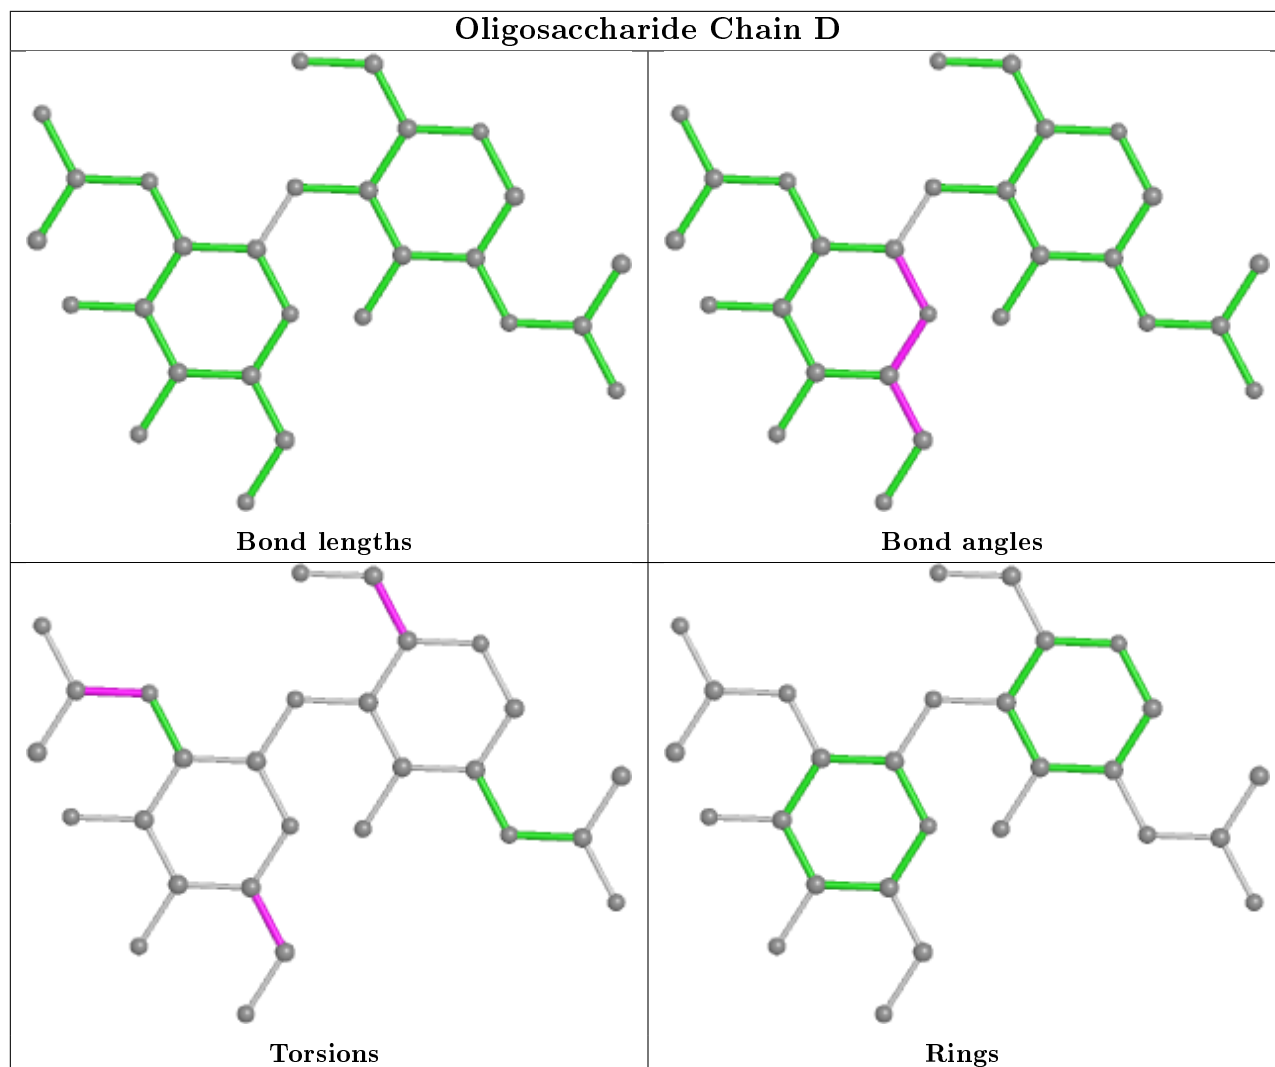 Oligosaccharide Chain D
Bond lengths
Bond angles
Torsions
Rings